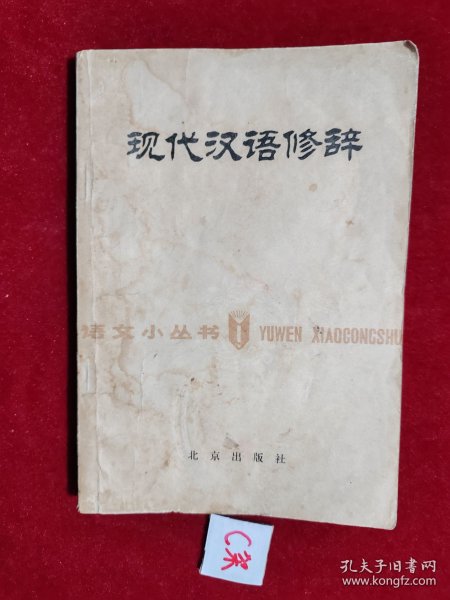 现代汉语修辞
语文小丛书 YUWEN XIAOCONGSHU
北京出版社
C架
孔夫子旧书网
www.kongfz.com